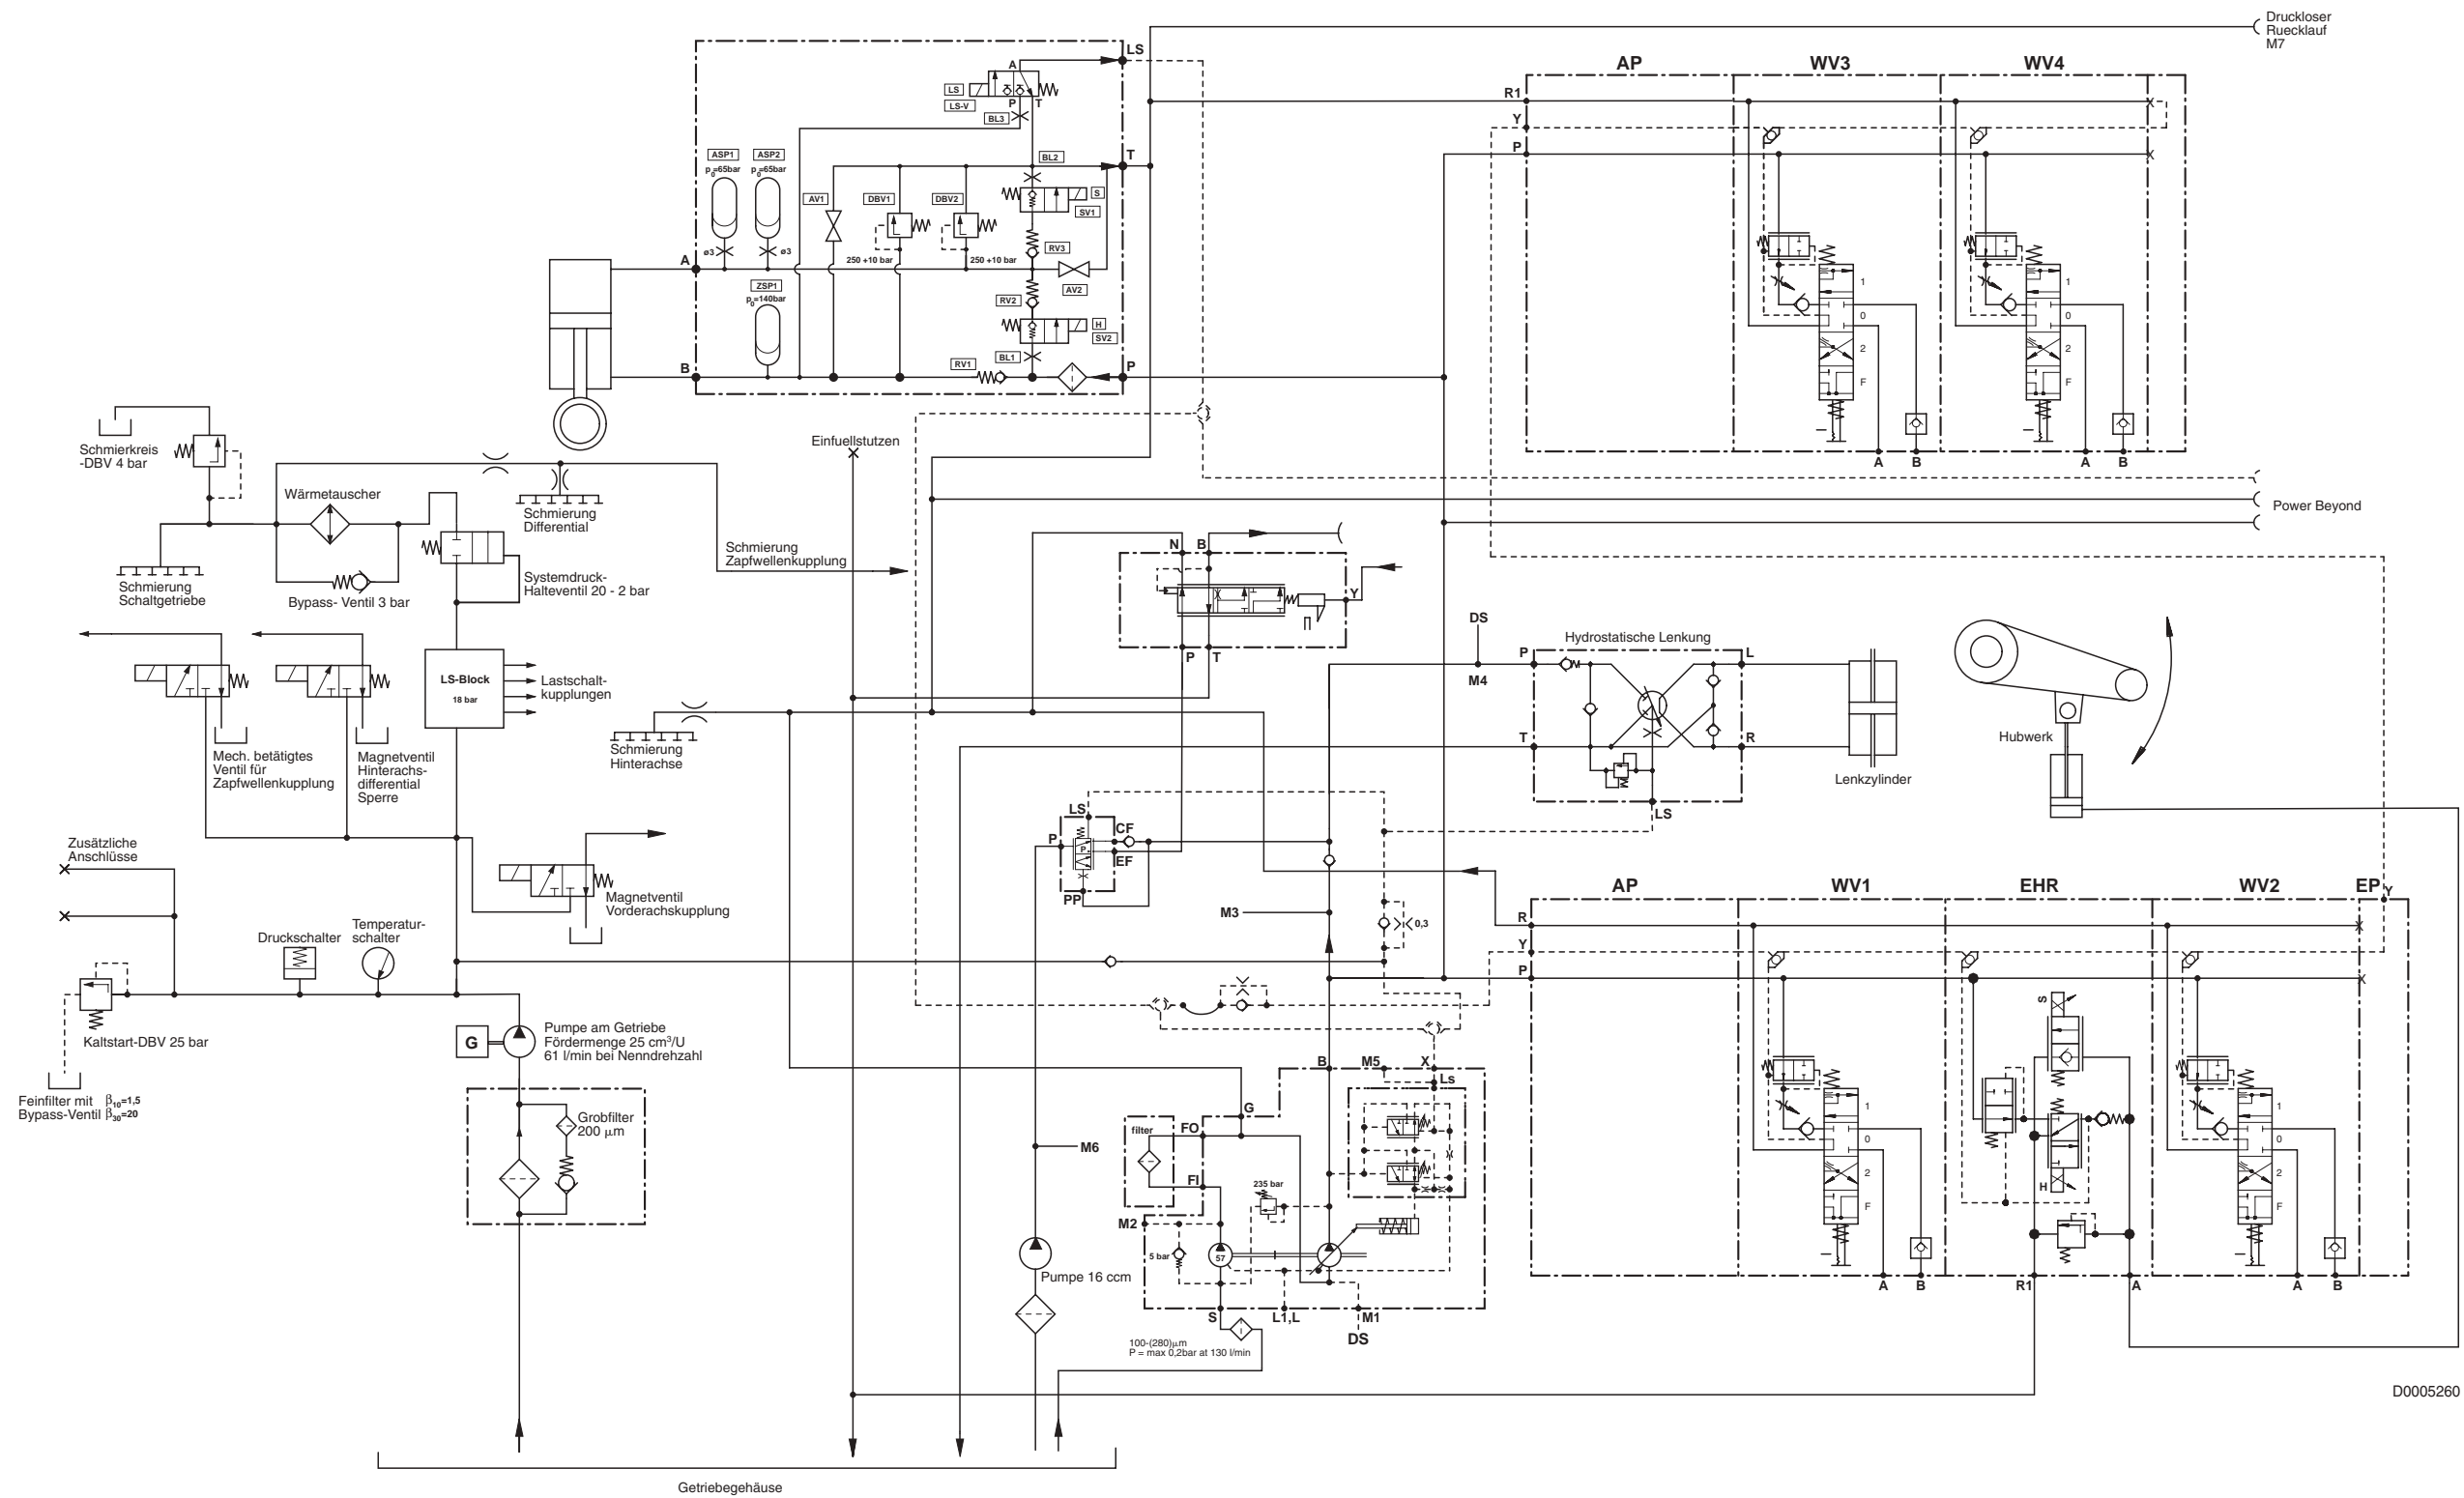 Druckloser
Ruecklauf
M7
LS
A
LS
LS-V
P
T
BL3
AP
WV3
WV4
R1
Y
P
ASP1
ASP2
p0=65bar
p0=65bar
BL2
T
AV1
DBV1
DBV2
S
SV1
ø3
ø3
RV3
A
250 +10 bar
250 +10 bar
AV2
ZSP1
p0=140bar
RV2
H
SV2
BL1
RV1
B
P
1
0
2
F
1
0
2
F
A
B
A
B
Schmierkreis
-DBV 4 bar
Einfuellstutzen
Wärmetauscher
Schmierung
Differential
Power Beyond
Schmierung
Zapfwellenkupplung
Schmierung
Schaltgetriebe
Bypass- Ventil 3 bar
Systemdruck-
Halteventil 20 - 2 bar
N
B
Y
P
T
LS-Block
18 bar
Lastschalt-
kupplungen
DS
M4
P
Hydrostatische Lenkung
L
T
R
LS
Lenkzylinder
Hubwerk
Mech. betätigtes
Ventil für
Zapfwellenkupplung
Magnetventil
Hinterachs-
differential
Sperre
Schmierung
Hinterachse
LS
P
CF
P
EF
PP
Zusätzliche
Anschlüsse
Magnetventil
Vorderachskupplung
M3
0,3
Druckschalter
Temperatur-
schalter
AP
WV1
EHR
WV2
EP
Y
R
Y
P
S
H
1
0
2
F
1
0
2
F
A
B
R1
A
A
B
Kaltstart-DBV 25 bar
G
Pumpe am Getriebe
Fördermenge 25 cm³/U
61 l/min bei Nenndrehzahl
Feinfilter mit β10=1,5
Bypass-Ventil β30=20
Grobfilter
200 µm
B
M5
X
Ls
G
filter
FO
FI
M6
M2
235 bar
5 bar
57
Pumpe 16 ccm
S
L1,L
M1
DS
100-(280)µm
P = max 0,2bar at 130 l/min
D0005260
Getriebegehäuse